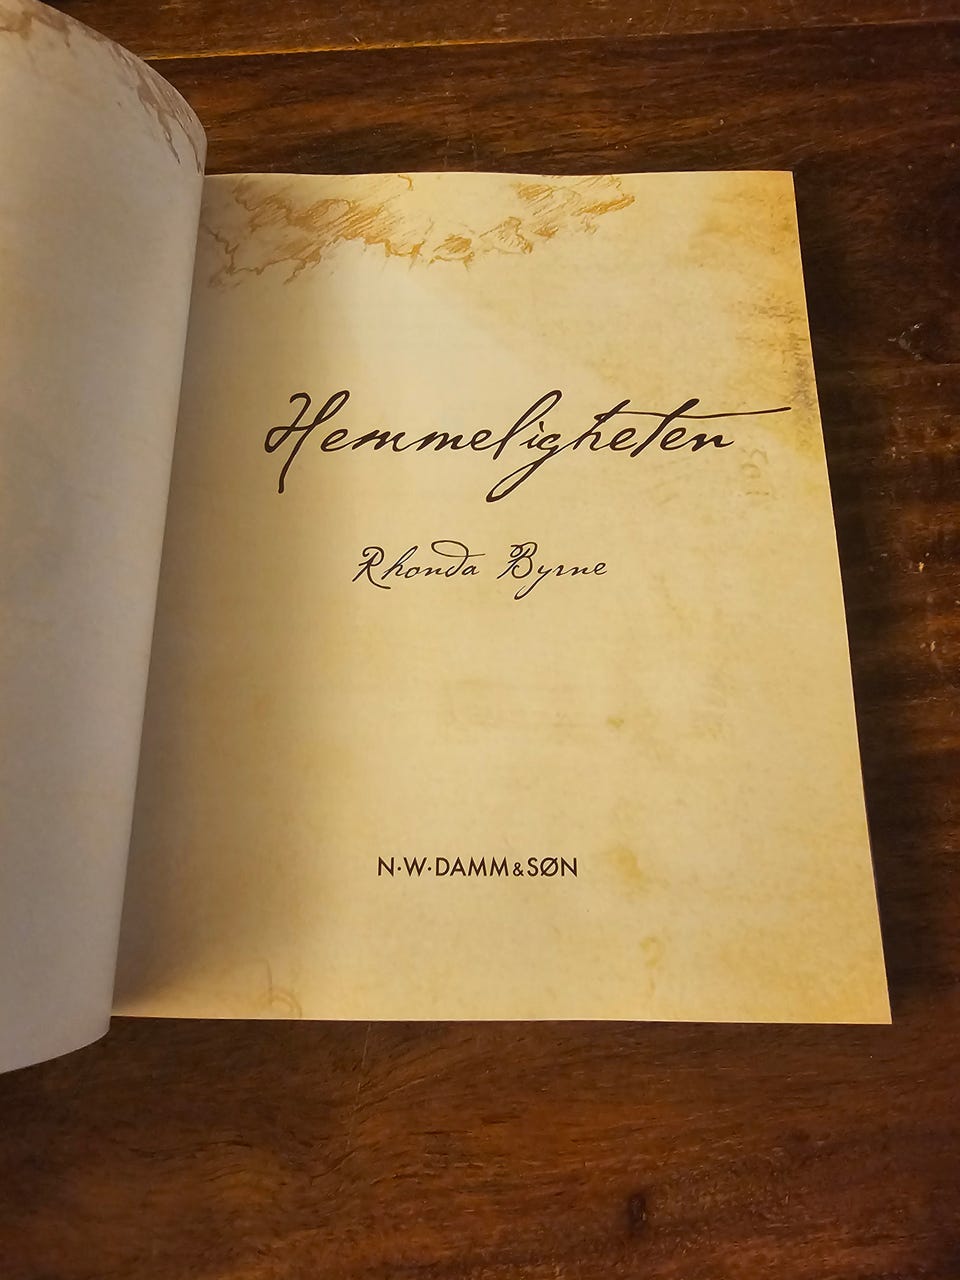 Hemmeligheten
Rhonda Byrne
N·W·DAMM & SØN